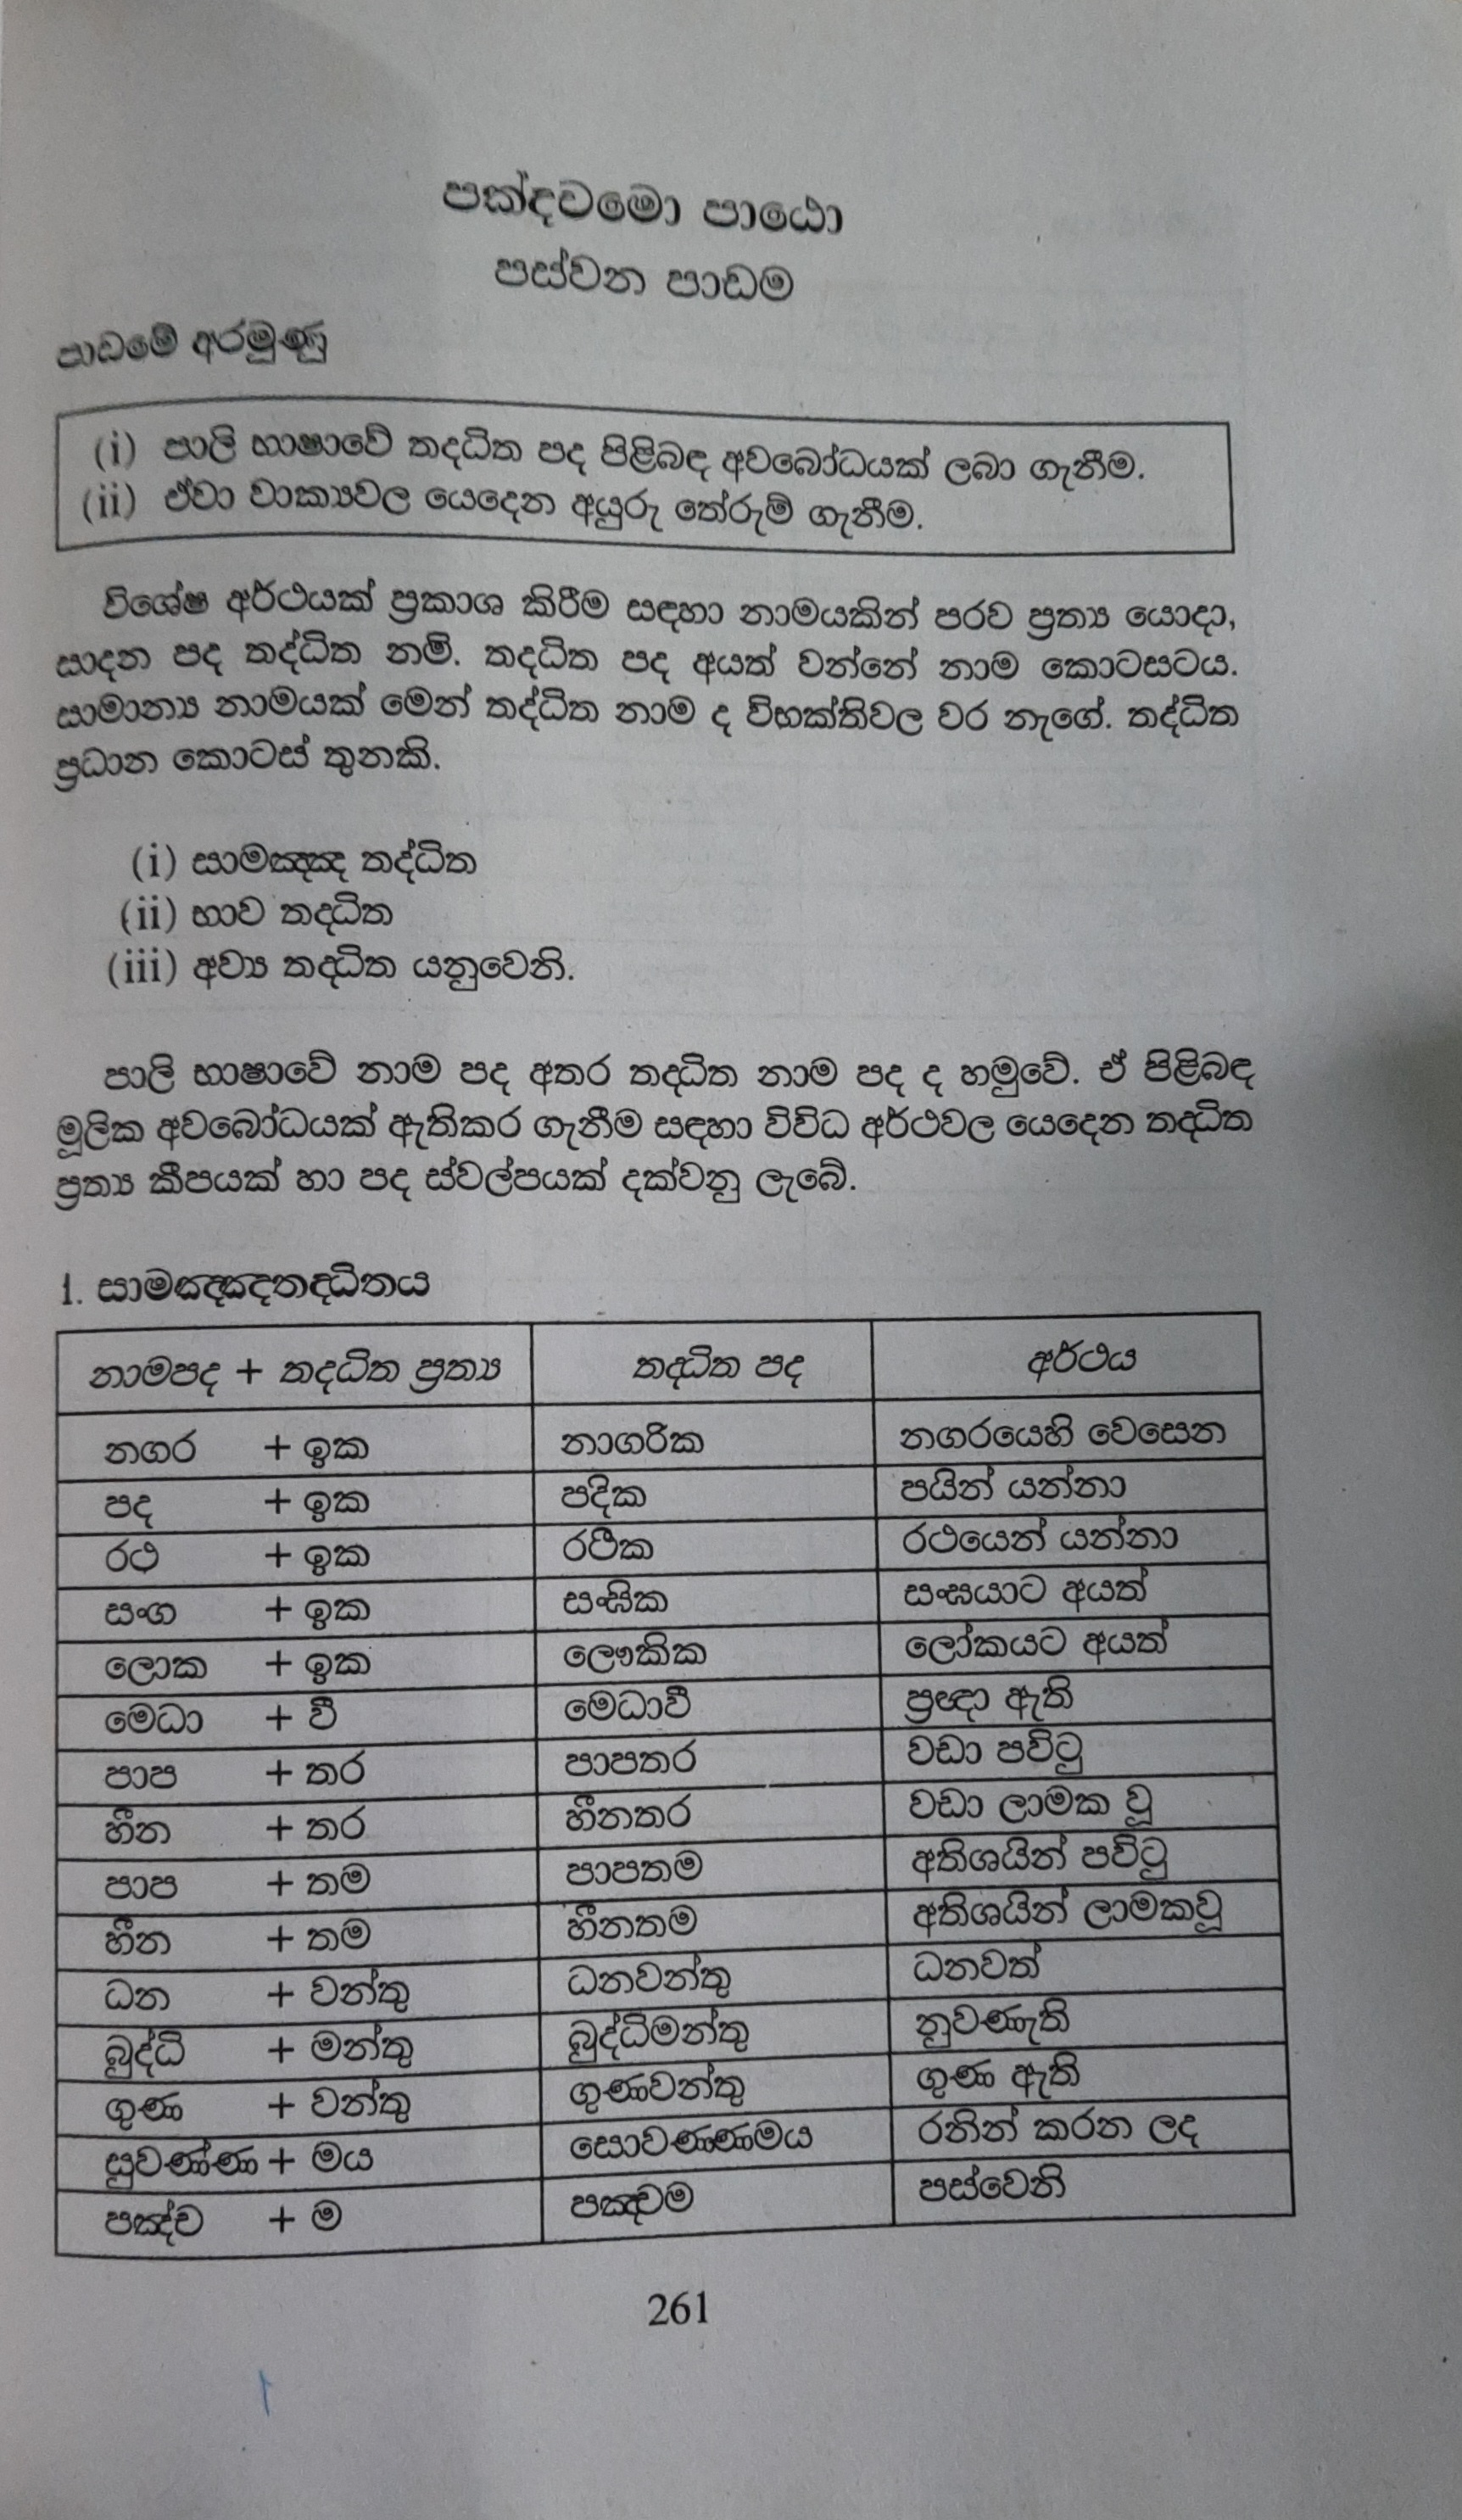 පක්දවමො පාඨො
පස්වන පාඩම
පාඩමේ අරමුණු
(i) පාලි භාෂාවේ තද්ධිත පද පිළිබඳ අවබෝධයක් ලබා ගැනීම.
(ii) ඒවා වාක්‍යවල යෙදෙන අයුරු තේරුම් ගැනීම.
විශේෂ අර්ථයක් ප්‍රකාශ කිරීම සඳහා නාමයකින් පරව ප්‍රත්‍ය යොදා,
සාදන පද තද්ධිත නම්. තද්ධිත පද අයත් වන්නේ නාම කොටසටය.
සාමාන්‍ය නාමයක් මෙන් තද්ධිත නාම ද විභක්තිවල වර නැගේ. තද්ධිත
ප්‍රධාන කොටස් තුනකි.
(i) සාමඤ්ඤ තද්ධිත
(ii) භාව තද්ධිත
(iii) අව්‍ය තද්ධිත යනුවෙනි.
පාලි භාෂාවේ නාම පද අතර තද්ධිත නාම පද ද හමුවේ. ඒ පිළිබඳ
මූලික අවබෝධයක් ඇතිකර ගැනීම සඳහා විවිධ අර්ථවල යෙදෙන තද්ධිත
ප්‍රත්‍ය කීපයක් හා පද ස්වල්පයක් දක්වනු ලැබේ.
1. සාමඤ්ඤතද්ධිතය
නාමපද + තද්ධිත ප්‍රත්‍ය තද්ධිත පද අර්ථය
නගර + ඉක නාගරික නගරයෙහි වෙසෙන
පද + ඉක පදික පයින් යන්නා
රථ + ඉක රථික රථයෙන් යන්නා
සංග + ඉක සංඝික සංඝයාට අයත්
ලොක + ඉක ලෞකික ලෝකයට අයත්
මෙධා + වී මෙධාවී ප්‍රඥා ඇති
පාප + තර පාපතර වඩා පවිටු
හීන + තර හීනතර වඩා ලාමක වූ
පාප + තම පාපතම අතිශයින් පවිටු
හීන + තම හීනතම අතිශයින් ලාමකවූ
ධන + වන්තු ධනවන්තු ධනවත්
බුද්ධි + මන්තු බුද්ධිමන්තු නුවණැති
ගුණ + වන්තු ගුණවන්තු ගුණ ඇති
සුවණ්ණ + මය සොවණ්ණමය රනින් කරන ලද
පඤ්ච + ම පඤ්චම පස්වෙනි
261